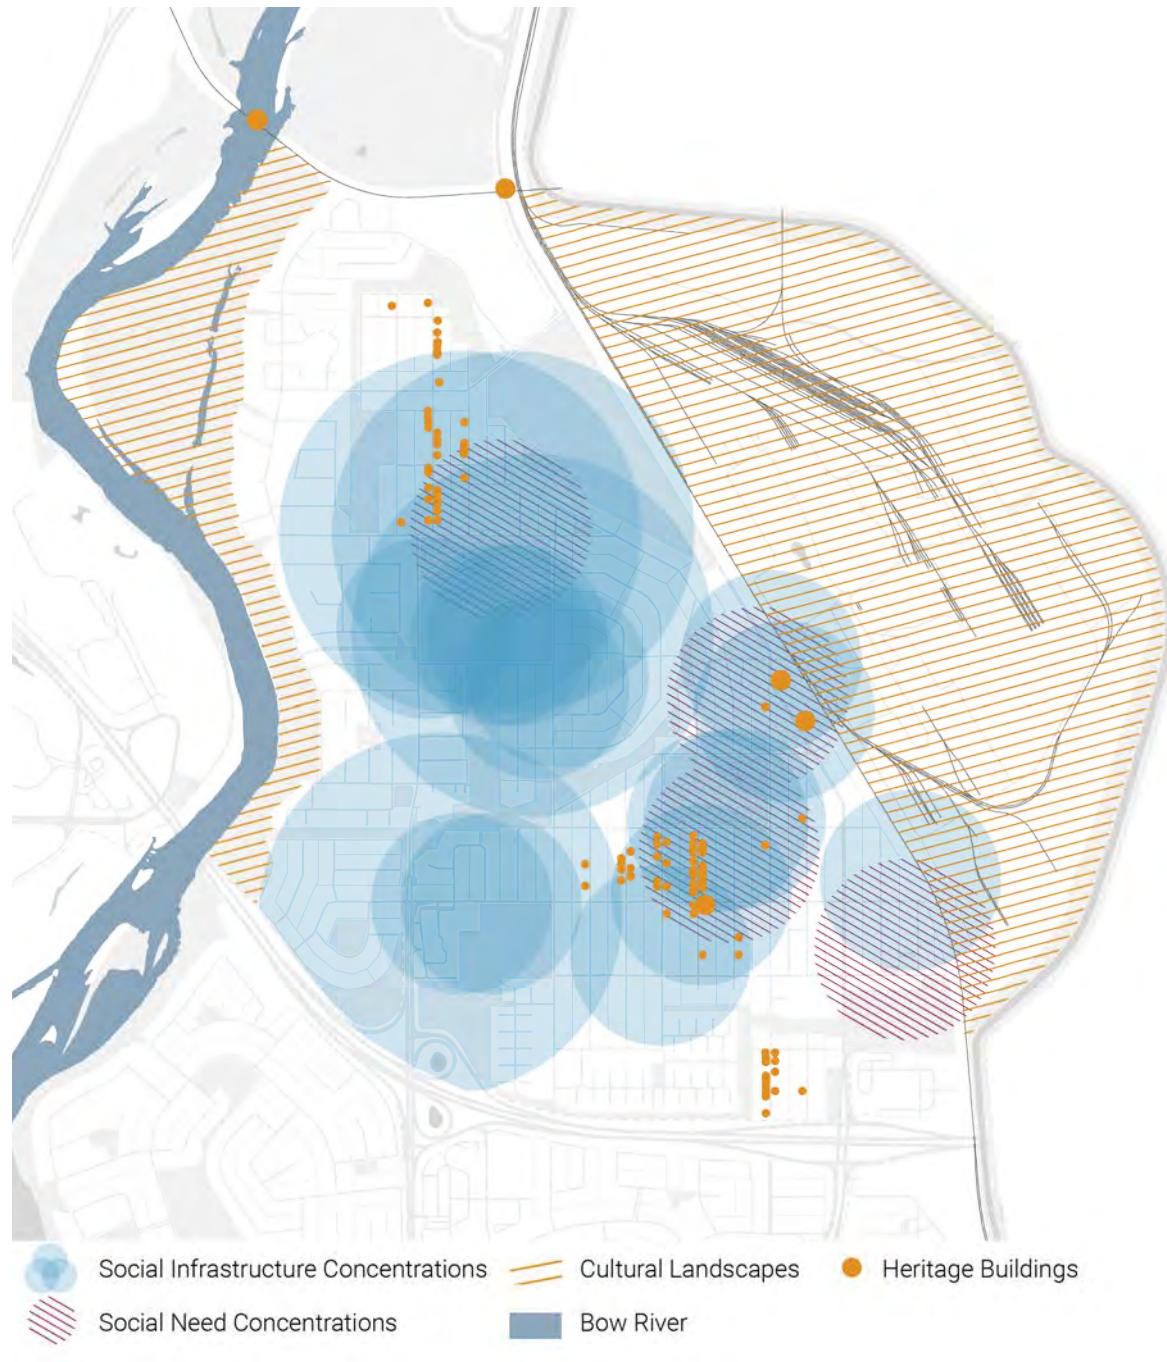 Social Infrastructure Concentrations
Cultural Landscapes
Heritage Buildings
Social Need Concentrations
Bow River